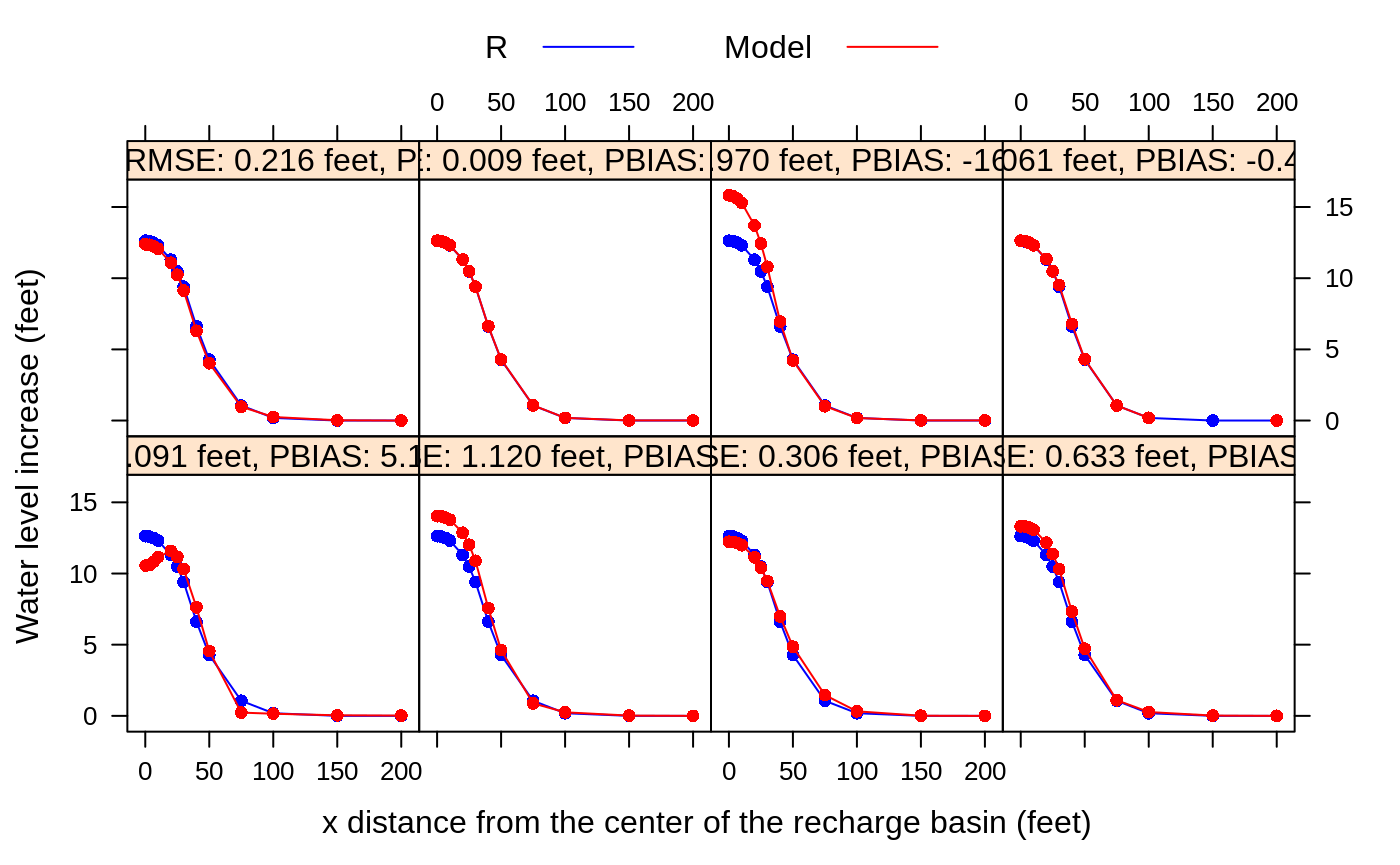 R Model
0 50 100 150 200 0 50 100 150 200
RMSE: 0.216 feet, P E: 0.009 feet, PBIAS: .970 feet, PBIAS: -16 061 feet, PBIAS: -0.4
15
10
5
0
.091 feet, PBIAS: 5.1 E: 1.120 feet, PBIAS SE: 0.306 feet, PBIAS E: 0.633 feet, PBIAS
15
10
5
0
0 50 100 150 200 0 50 100 150 200
Water level increase (feet)
x distance from the center of the recharge basin (feet)